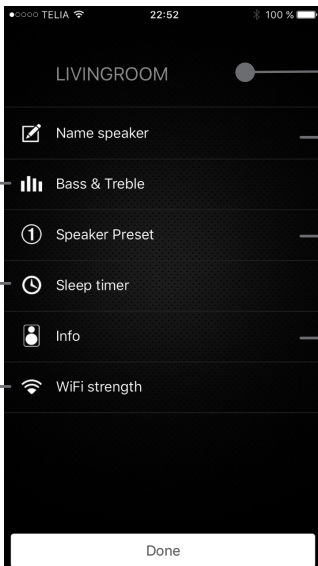 TELIA 22:52 100 %
LIVINGROOM
Name speaker
Bass & Treble
1 Speaker Preset
Sleep timer
Info
WiFi strength
Done